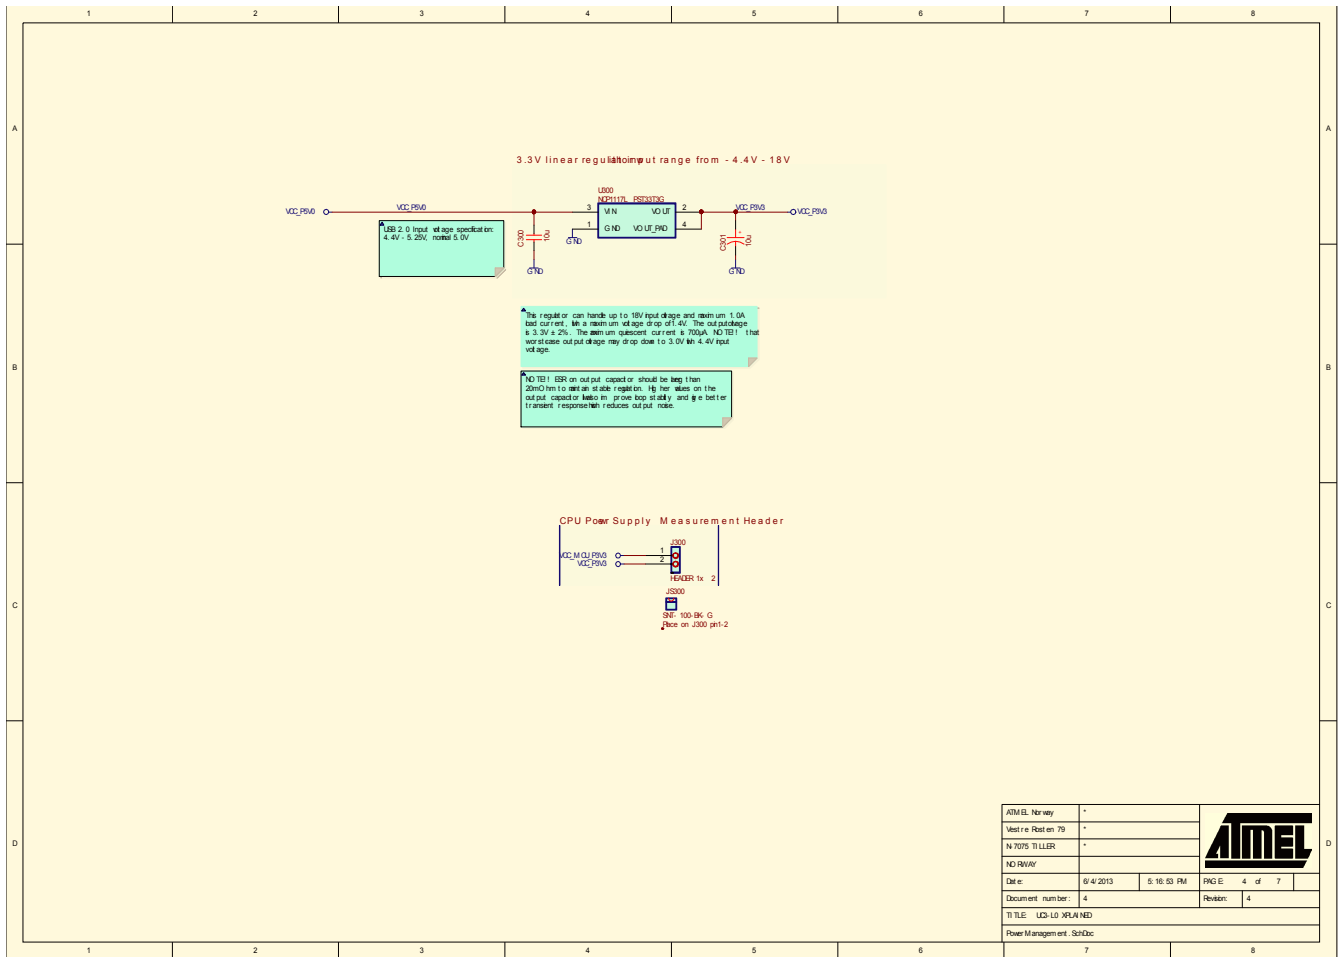 1 2 3 4 5 6 7 8
A A
3.3V linear regulator input range from - 4.4V - 18V
U300
NCP1117LPST33T3G
VCC_P5V0
VCC_P5V0
3 VIN
VOUT 2
VCC_P3V3
VCC_P3V3
1 GND
VOUT_PAD 4
GND
C300
10u
C301
10u
+
GND
GND
USB 2.0 Input voltage specification:
4.4V - 5.25V, nominal 5.0V
This regulator can handle up to 18V input voltage and maximum 1.0A
load current, with a maximum voltage drop of 1.4V. The output voltage
is 3.3V ± 2%. The maximum quiescent current is 700µA. NOTE!! that
worst case output voltage may drop down to 3.0V with 4.4V input
voltage.
B B
NOTE!! ESR on output capacitor should be than
20mOhm to maintain stable regulation. Higher values on the
output capacitor will also improve loop stability and give better
transient response which reduces output noise.
CPU Power Supply Measurement Header
J300
VCC_MCU_P3V3 1
VCC_P3V3 2
HEADER 1x 2
JS300
SNT-100-BK-G
Place on J300 pin1-2
C C
D D
ATMEL Norway *
Vestre Rosten 79 *
N-7075 TILLER *
NORWAY
ATMEL
Date: 6/4/2013 5:16:53 PM PAGE: 4 of 7
Document number: 4 Revision: 4
TITLE: UC3-L0 XPLAINED
Power Management.SchDoc
1 2 3 4 5 6 7 8